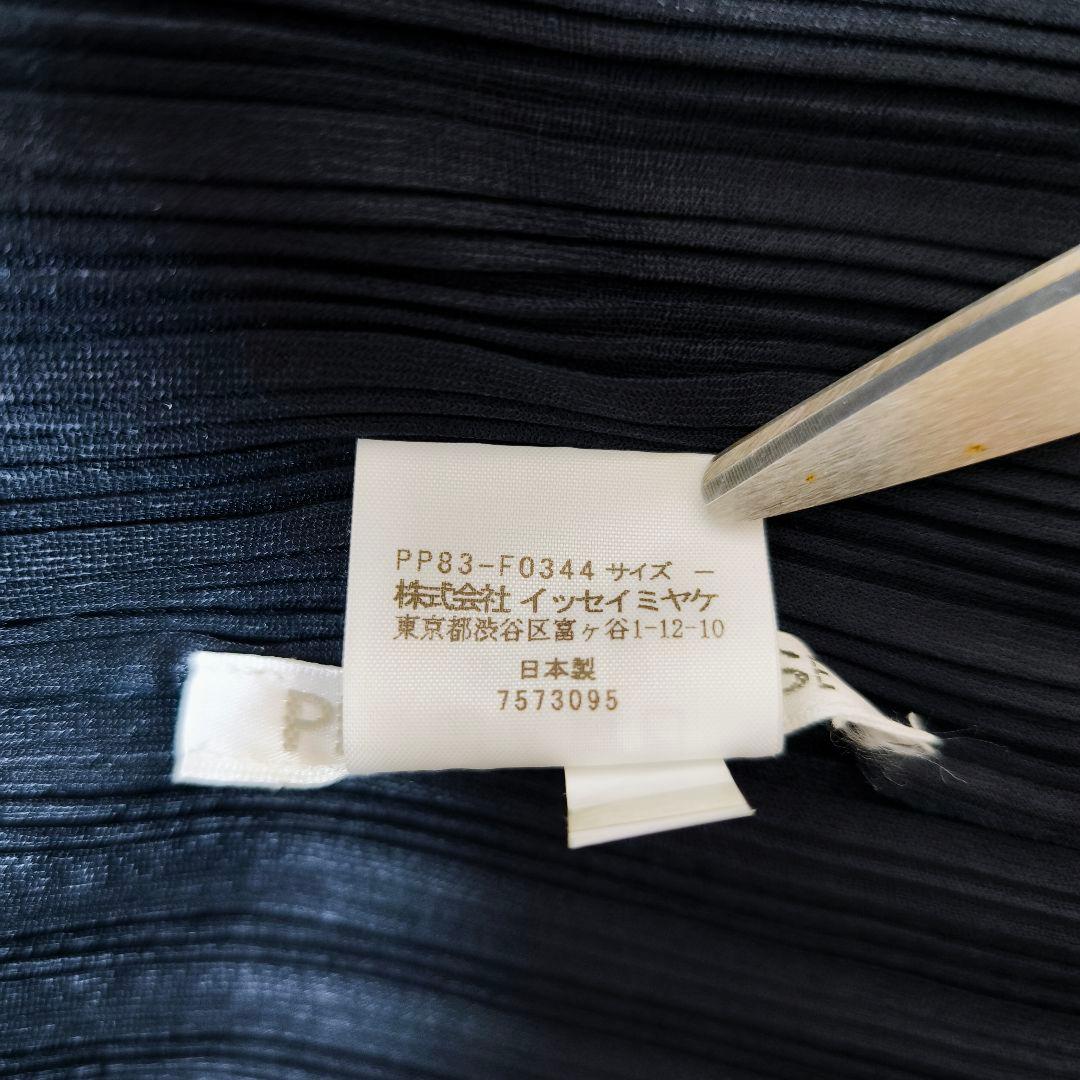 PP83-F0344 サイズ —
株式会社 イッセイミヤケ
東京都渋谷区富ヶ谷1-12-10
日本製
7573095
P